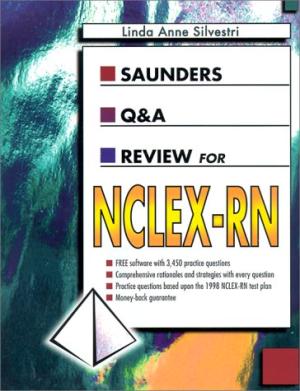 Linda Anne Silvestri
SAUNDERS
Q&A
REVIEW FOR
NCLEX-RN
FREE software with 3,450 practice questions
Comprehensive rationales and strategies with every question
Practice questions based upon the 1998 NCLEX-RN test plan
Money-back guarantee